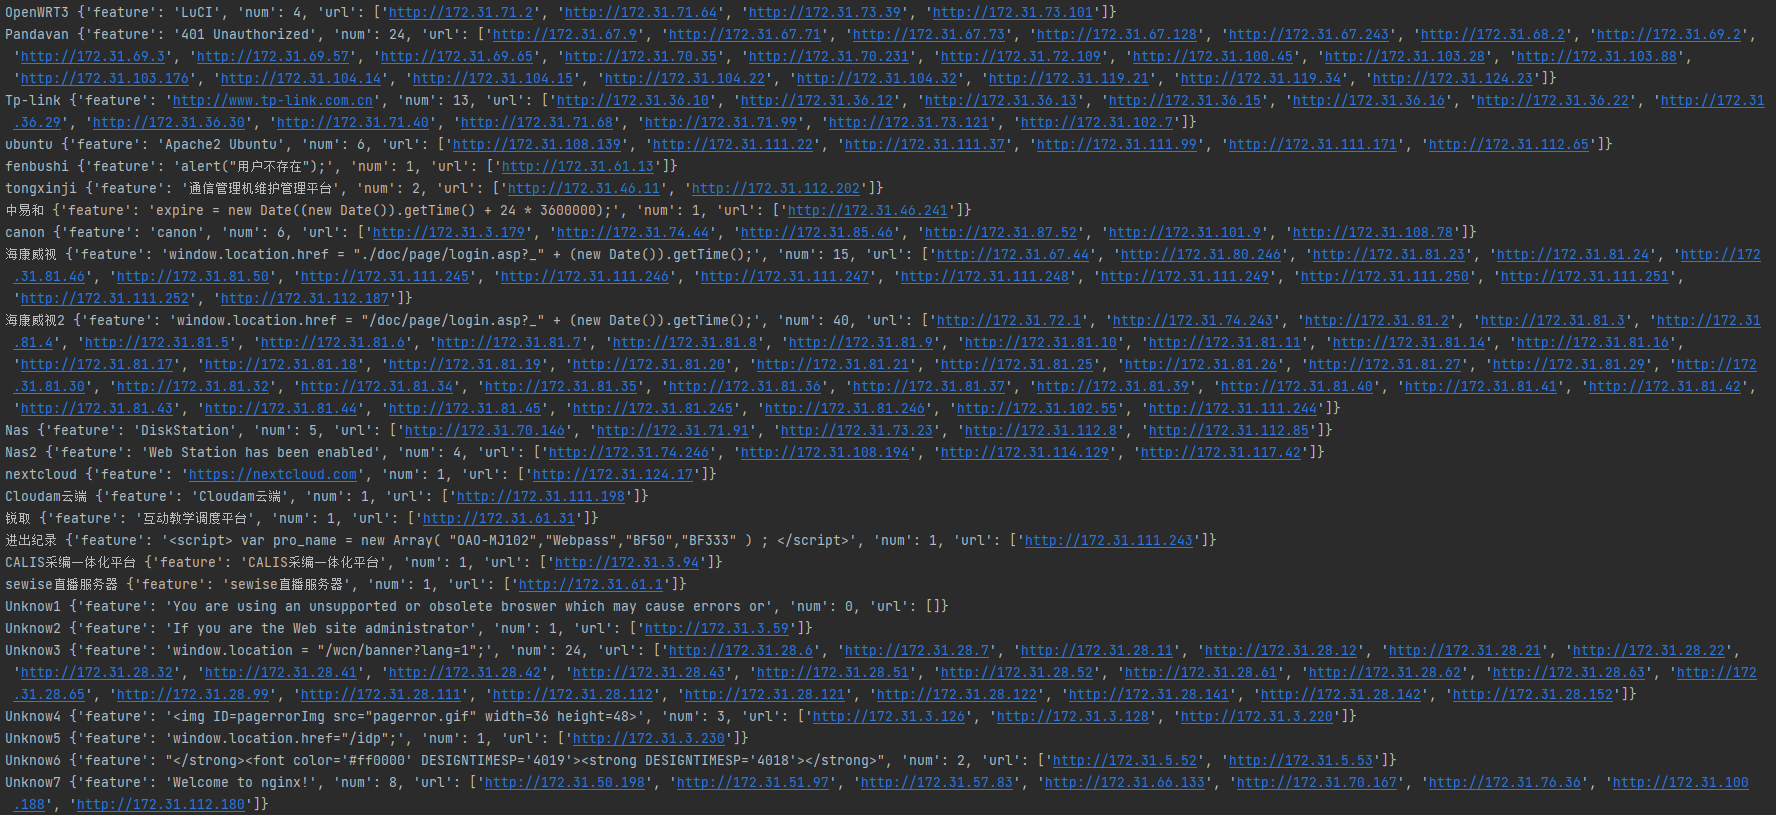 OpenWRT3 {'feature': 'LuCI', 'num': 4, 'url': ['http://172.31.71.2', 'http://172.31.71.64', 'http://172.31.73.39', 'http://172.31.73.101']}
Pandavan {'feature': '401 Unauthorized', 'num': 24, 'url': ['http://172.31.67.9', 'http://172.31.67.71', 'http://172.31.67.73', 'http://172.31.67.128', 'http://172.31.67.243', 'http://172.31.68.2', 'http://172.31.69.2',
'http://172.31.69.3', 'http://172.31.69.57', 'http://172.31.69.65', 'http://172.31.70.35', 'http://172.31.70.231', 'http://172.31.72.109', 'http://172.31.100.45', 'http://172.31.103.28', 'http://172.31.103.88',
'http://172.31.103.176', 'http://172.31.104.14', 'http://172.31.104.15', 'http://172.31.104.22', 'http://172.31.104.32', 'http://172.31.119.21', 'http://172.31.119.34', 'http://172.31.124.23']}
Tp-link {'feature': 'http://www.tp-link.com.cn', 'num': 13, 'url': ['http://172.31.36.10', 'http://172.31.36.12', 'http://172.31.36.13', 'http://172.31.36.15', 'http://172.31.36.16', 'http://172.31.36.22', 'http://172.31
.36.29', 'http://172.31.36.30', 'http://172.31.71.40', 'http://172.31.71.68', 'http://172.31.71.99', 'http://172.31.73.121', 'http://172.31.102.7']}
ubuntu {'feature': 'Apache2 Ubuntu', 'num': 6, 'url': ['http://172.31.108.139', 'http://172.31.111.22', 'http://172.31.111.37', 'http://172.31.111.99', 'http://172.31.111.171', 'http://172.31.112.65']}
fenbushi {'feature': 'alert("用户不存在");', 'num': 1, 'url': ['http://172.31.61.13']}
tongxinji {'feature': '通信管理机维护管理平台', 'num': 2, 'url': ['http://172.31.46.11', 'http://172.31.112.202']}
中易和 {'feature': 'expire = new Date((new Date()).getTime() + 24 * 3600000);', 'num': 1, 'url': ['http://172.31.46.241']}
canon {'feature': 'canon', 'num': 6, 'url': ['http://172.31.3.179', 'http://172.31.74.44', 'http://172.31.85.46', 'http://172.31.87.52', 'http://172.31.101.9', 'http://172.31.108.78']}
海康威视 {'feature': 'window.location.href = "./doc/page/login.asp?_" + (new Date()).getTime();', 'num': 15, 'url': ['http://172.31.67.44', 'http://172.31.80.246', 'http://172.31.81.23', 'http://172.31.81.24', 'http://172
.31.81.46', 'http://172.31.81.50', 'http://172.31.111.245', 'http://172.31.111.246', 'http://172.31.111.247', 'http://172.31.111.248', 'http://172.31.111.249', 'http://172.31.111.250', 'http://172.31.111.251',
'http://172.31.111.252', 'http://172.31.112.187']}
海康威视2 {'feature': 'window.location.href = "/doc/page/login.asp?_" + (new Date()).getTime();', 'num': 40, 'url': ['http://172.31.72.1', 'http://172.31.74.243', 'http://172.31.81.2', 'http://172.31.81.3', 'http://172.31
.81.4', 'http://172.31.81.5', 'http://172.31.81.6', 'http://172.31.81.7', 'http://172.31.81.8', 'http://172.31.81.9', 'http://172.31.81.10', 'http://172.31.81.11', 'http://172.31.81.14', 'http://172.31.81.16',
'http://172.31.81.17', 'http://172.31.81.18', 'http://172.31.81.19', 'http://172.31.81.20', 'http://172.31.81.21', 'http://172.31.81.25', 'http://172.31.81.26', 'http://172.31.81.27', 'http://172.31.81.29', 'http://172
.31.81.30', 'http://172.31.81.32', 'http://172.31.81.34', 'http://172.31.81.35', 'http://172.31.81.36', 'http://172.31.81.37', 'http://172.31.81.39', 'http://172.31.81.40', 'http://172.31.81.41', 'http://172.31.81.42',
'http://172.31.81.43', 'http://172.31.81.44', 'http://172.31.81.45', 'http://172.31.81.245', 'http://172.31.81.246', 'http://172.31.102.55', 'http://172.31.111.244']}
Nas {'feature': 'DiskStation', 'num': 5, 'url': ['http://172.31.70.146', 'http://172.31.71.91', 'http://172.31.73.23', 'http://172.31.112.8', 'http://172.31.112.85']}
Nas2 {'feature': 'Web Station has been enabled', 'num': 4, 'url': ['http://172.31.74.246', 'http://172.31.108.194', 'http://172.31.114.129', 'http://172.31.117.42']}
nextcloud {'feature': 'https://nextcloud.com', 'num': 1, 'url': ['http://172.31.124.17']}
Cloudam云端 {'feature': 'Cloudam云端', 'num': 1, 'url': ['http://172.31.111.198']}
锐取 {'feature': '互动教学调度平台', 'num': 1, 'url': ['http://172.31.61.31']}
进出纪录 {'feature': '<script> var pro_name = new Array( "OAO-MJ102","Webpass","BF50","BF333" ) ; </script>', 'num': 1, 'url': ['http://172.31.111.243']}
CALIS采编一体化平台 {'feature': 'CALIS采编一体化平台', 'num': 1, 'url': ['http://172.31.3.94']}
sewise直播服务器 {'feature': 'sewise直播服务器', 'num': 1, 'url': ['http://172.31.61.1']}
Unknow1 {'feature': 'You are using an unsupported or obsolete broswer which may cause errors or', 'num': 0, 'url': []}
Unknow2 {'feature': 'If you are the Web site administrator', 'num': 1, 'url': ['http://172.31.3.59']}
Unknow3 {'feature': 'window.location = "/wcn/banner?lang=1";', 'num': 24, 'url': ['http://172.31.28.6', 'http://172.31.28.7', 'http://172.31.28.11', 'http://172.31.28.12', 'http://172.31.28.21', 'http://172.31.28.22',
'http://172.31.28.32', 'http://172.31.28.41', 'http://172.31.28.42', 'http://172.31.28.43', 'http://172.31.28.51', 'http://172.31.28.52', 'http://172.31.28.61', 'http://172.31.28.62', 'http://172.31.28.63', 'http://172
.31.28.65', 'http://172.31.28.99', 'http://172.31.28.111', 'http://172.31.28.112', 'http://172.31.28.121', 'http://172.31.28.122', 'http://172.31.28.141', 'http://172.31.28.142', 'http://172.31.28.152']}
Unknow4 {'feature': '<img ID=pagerrorImg src="pagerror.gif" width=36 height=48>', 'num': 3, 'url': ['http://172.31.3.126', 'http://172.31.3.128', 'http://172.31.3.220']}
Unknow5 {'feature': 'window.location.href="/idp";', 'num': 1, 'url': ['http://172.31.3.230']}
Unknow6 {'feature': "</strong><font color='#ff0000' DESIGNTIMESP='4019'><strong DESIGNTIMESP='4018'></strong>", 'num': 2, 'url': ['http://172.31.5.52', 'http://172.31.5.53']}
Unknow7 {'feature': 'Welcome to nginx!', 'num': 8, 'url': ['http://172.31.50.198', 'http://172.31.51.97', 'http://172.31.57.83', 'http://172.31.66.133', 'http://172.31.70.167', 'http://172.31.76.36', 'http://172.31.100
.188', 'http://172.31.112.180']}